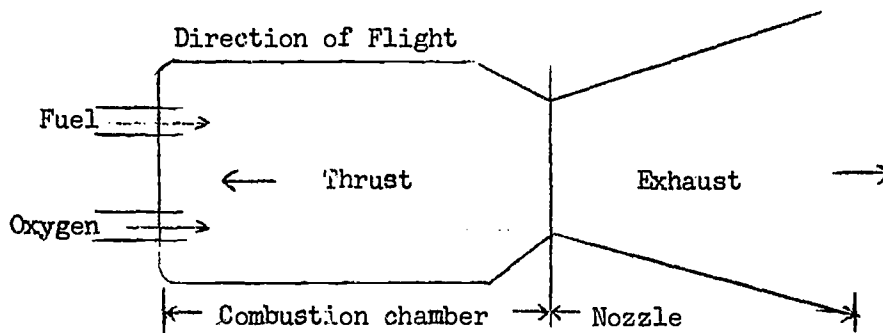 Direction of Flight
Fuel
Thrust
Exhaust
Oxygen
Combustion chamber
Nozzle